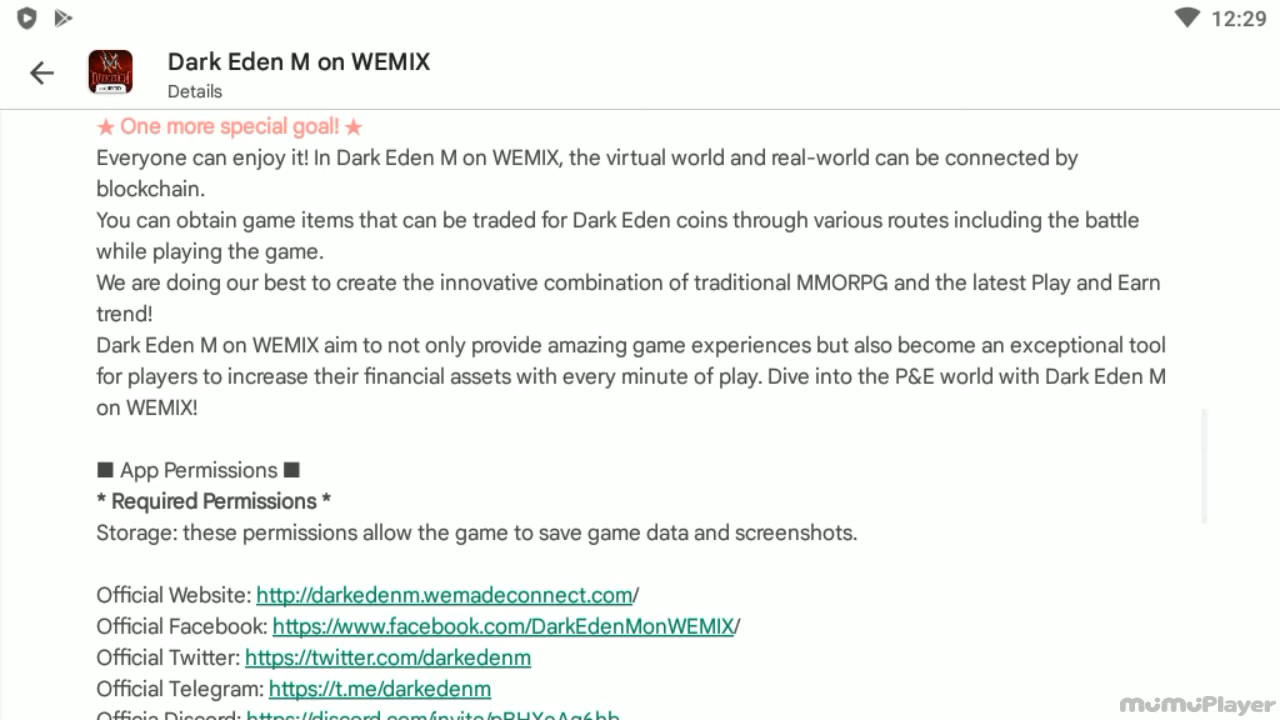 12:29
Dark Eden M on WEMIX
Details
★ One more special goal! ★
Everyone can enjoy it! In Dark Eden M on WEMIX, the virtual world and real-world can be connected by
blockchain.
You can obtain game items that can be traded for Dark Eden coins through various routes including the battle
while playing the game.
We are doing our best to create the innovative combination of traditional MMORPG and the latest Play and Earn
trend!
Dark Eden M on WEMIX aim to not only provide amazing game experiences but also become an exceptional tool
for players to increase their financial assets with every minute of play. Dive into the P&E world with Dark Eden M
on WEMIX!
■ App Permissions ■
* Required Permissions *
Storage: these permissions allow the game to save game data and screenshots.
Official Website: http://darkedenm.wemadeconnect.com/
Official Facebook: https://www.facebook.com/DarkEdenMonWEMIX/
Official Twitter: https://twitter.com/darkedenm
Official Telegram: https://t.me/darkedenm
Officia Discord:
MuMuPlayer